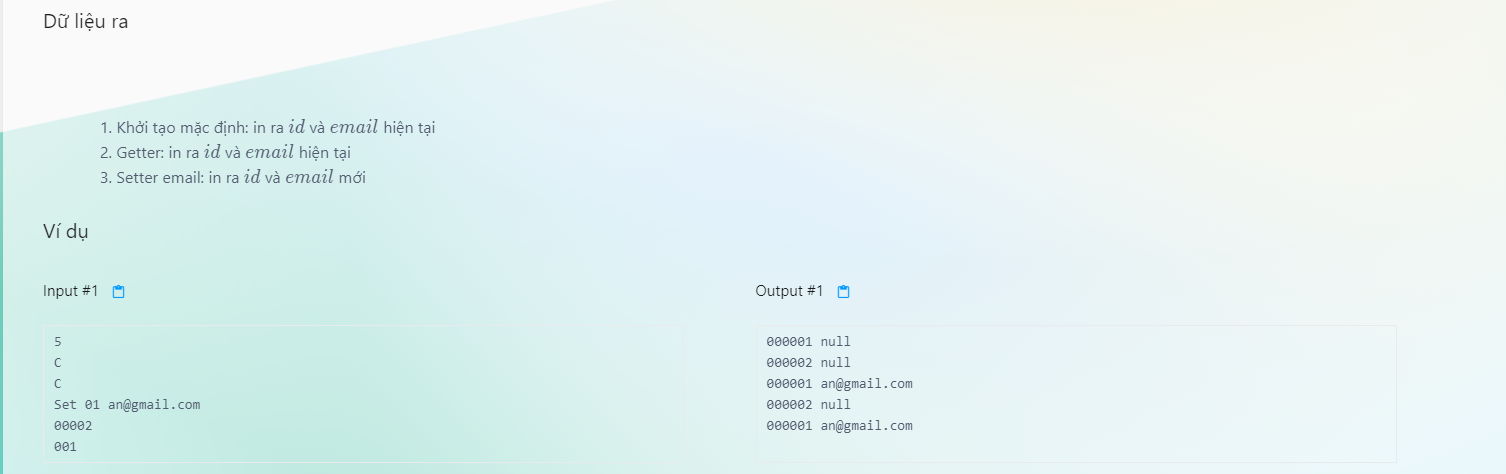 Dữ liệu ra
1. Khởi tạo mặc định: in ra id và email hiện tại
2. Getter: in ra id và email hiện tại
3. Setter email: in ra id và email mới
Ví dụ
Input #1
5
C
C
Set 01 an@gmail.com
00002
001
Output #1
000001 null
000002 null
000001 an@gmail.com
000002 null
000001 an@gmail.com